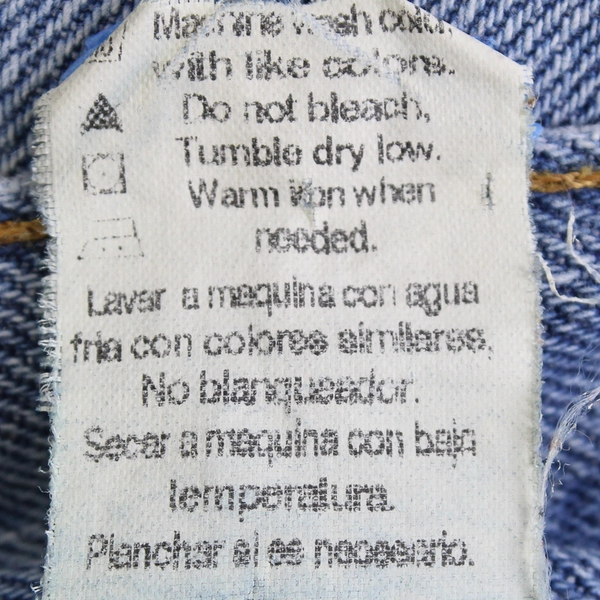 Machine wash color
with like colors.
Do not bleach,
Tumble dry low.
Warm iron when
needed.
Lavar a maquina con agua
fria con colores similares,
No blanqueador.
Secar a maquina con baja
temperatura.
Planchar si es necesario.